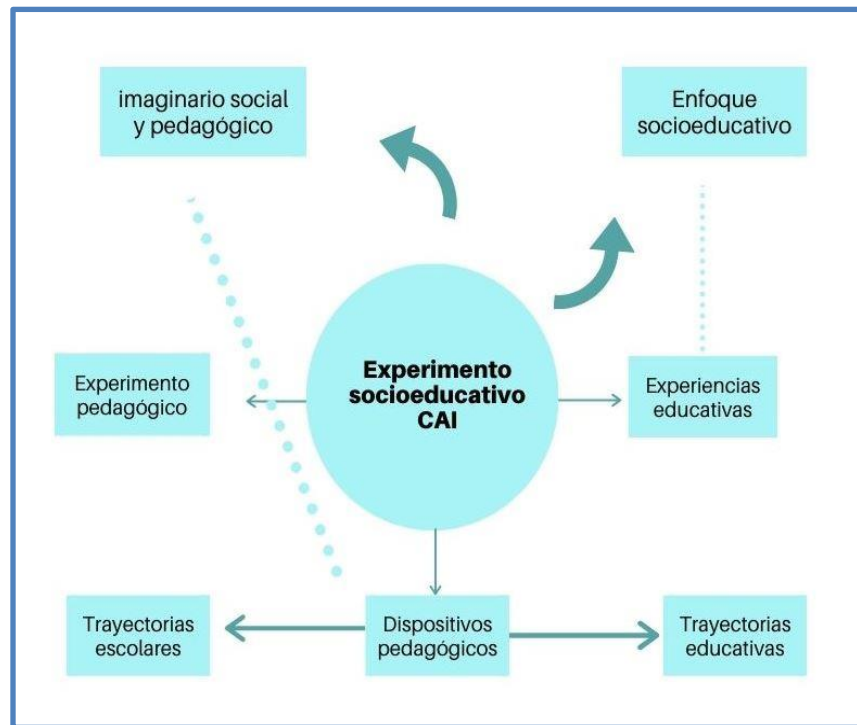 imaginario social
y pedagógico
Enfoque
socioeducativo
Experimento
socioeducativo
CAI
Experimento
pedagógico
Experiencias
educativas
Trayectorias
escolares
Dispositivos
pedagógicos
Trayectorias
educativas